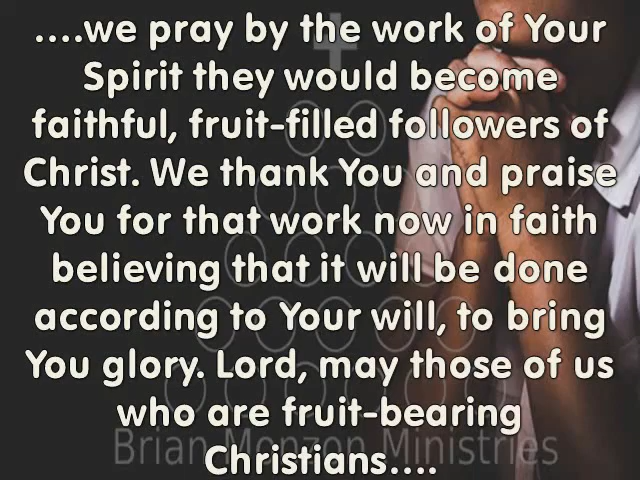 ....we pray by the work of Your
Spirit they would become
faithful, fruit-filled followers of
Christ. We thank You and praise
You for that work now in faith
believing that it will be done
according to Your will, to bring
You glory. Lord, may those of us
who are fruit-bearing
Brian Monzon Ministries
Christians....